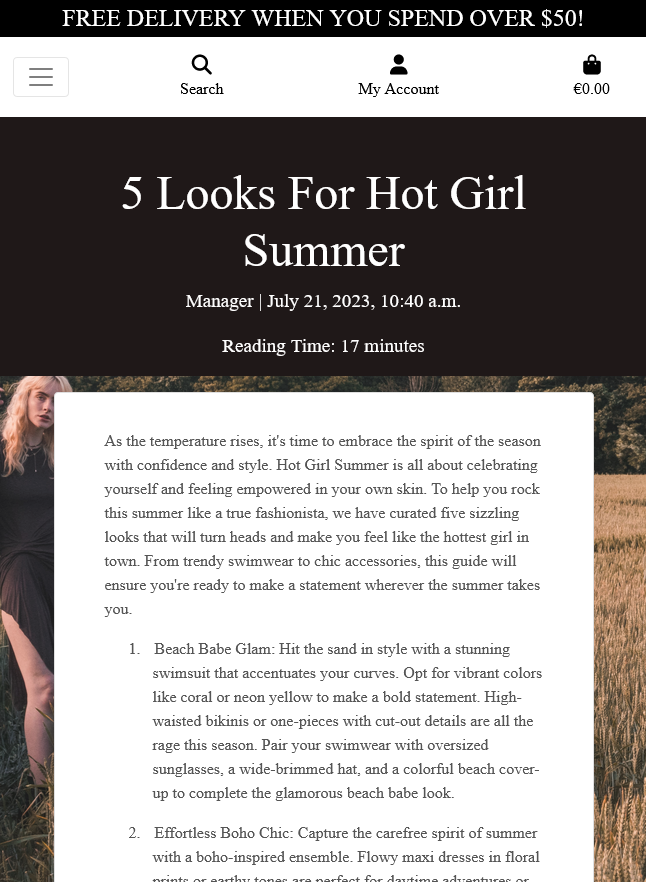 FREE DELIVERY WHEN YOU SPEND OVER $50!
Search
My Account
€0.00
5 Looks For Hot Girl
Summer
Manager | July 21, 2023, 10:40 a.m.
Reading Time: 17 minutes
As the temperature rises, it's time to embrace the spirit of the season
with confidence and style. Hot Girl Summer is all about celebrating
yourself and feeling empowered in your own skin. To help you rock
this summer like a true fashionista, we have curated five sizzling
looks that will turn heads and make you feel like the hottest girl in
town. From trendy swimwear to chic accessories, this guide will
ensure you're ready to make a statement wherever the summer takes
you.
1. Beach Babe Glam: Hit the sand in style with a stunning
swimsuit that accentuates your curves. Opt for vibrant colors
like coral or neon yellow to make a bold statement. High-
waisted bikinis or one-pieces with cut-out details are all the
rage this season. Pair your swimwear with oversized
sunglasses, a wide-brimmed hat, and a colorful beach cover-
up to complete the glamorous beach babe look.
2. Effortless Boho Chic: Capture the carefree spirit of summer
with a boho-inspired ensemble. Flowy maxi dresses in floral
prints or earthy tones are perfect for daytime adventures or